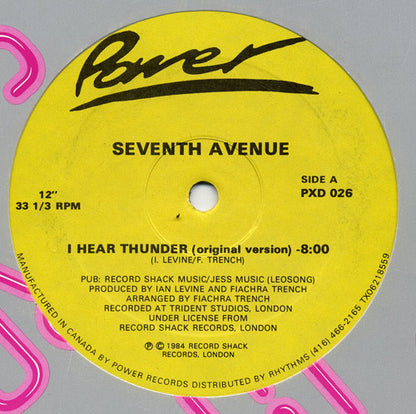 Power
SEVENTH AVENUE
12"
33 1/3 RPM
SIDE A
PXD 026
I HEAR THUNDER (original version) -8:00
(I. LEVINE/F. TRENCH)
PUB: RECORD SHACK MUSIC/JESS MUSIC (LEOSONG)
PRODUCED BY IAN LEVINE AND FIACHRA TRENCH
ARRANGED BY FIACHRA TRENCH
RECORDED AT TRIDENT STUDIOS, LONDON
UNDER LICENSE FROM
RECORD SHACK RECORDS, LONDON
℗ © 1984 RECORD SHACK
RECORDS, LONDON
MANUFACTURED IN CANADA BY POWER RECORDS DISTRIBUTED BY RHYTHMS (416) 466-2165 TX06218559